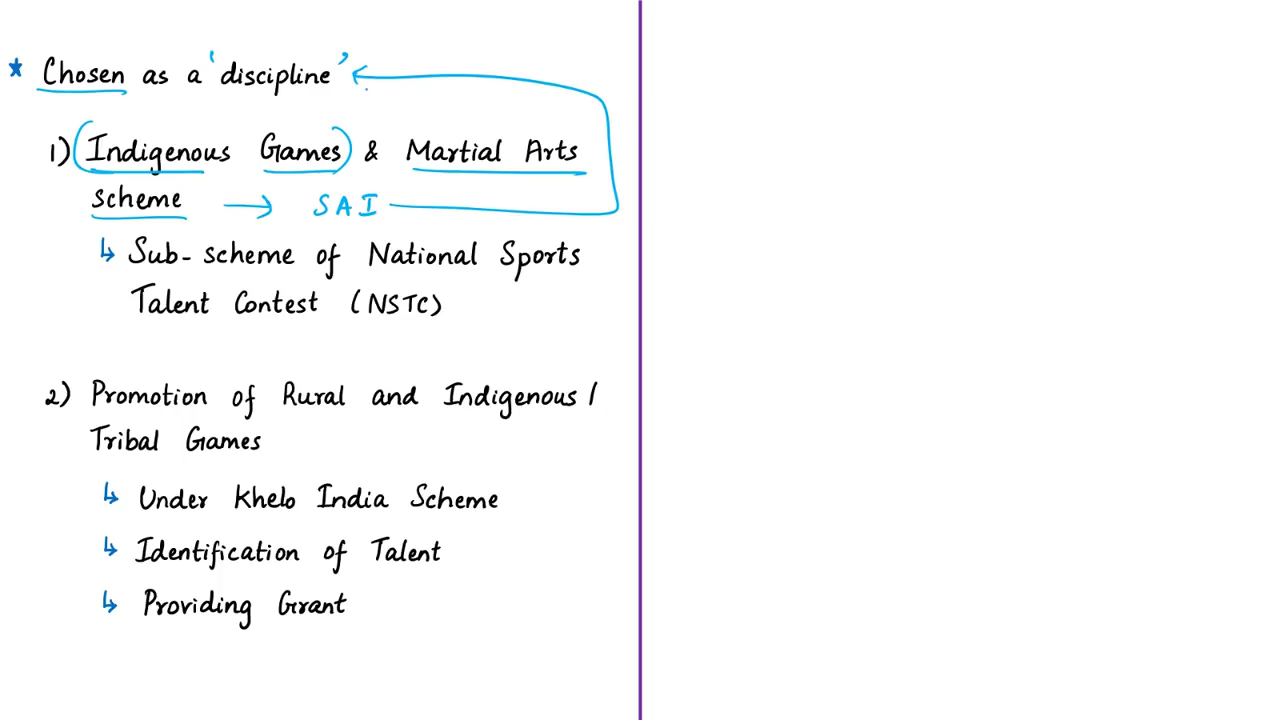 * Chosen as a 'discipline'
1) (Indigenous Games) & Martial Arts
scheme → SAI
↳ Sub-scheme of National Sports
Talent Contest (NSTC)
2) Promotion of Rural and Indigenous /
Tribal Games
↳ Under Khelo India Scheme
↳ Identification of Talent
↳ Providing Grant